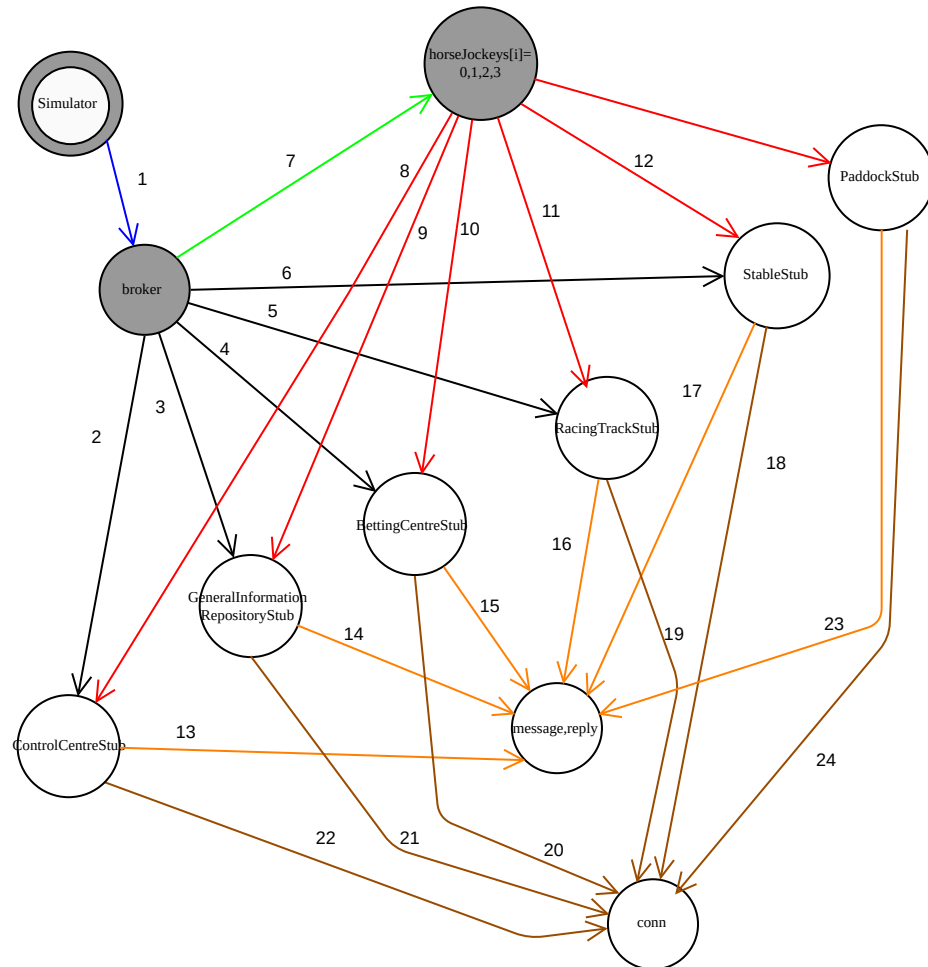 horseJockeys[i]=
0,1,2,3
Simulator
7
8
12
1
PaddockStub
11
9
10
6
StableStub
broker
5
4
17
3
RacingTrackStub
2
18
BettingCentreStub
16
GeneralInformation
RepositoryStub
15
14
19
23
message,reply
13
ControlCentreStub
24
22
21
20
conn